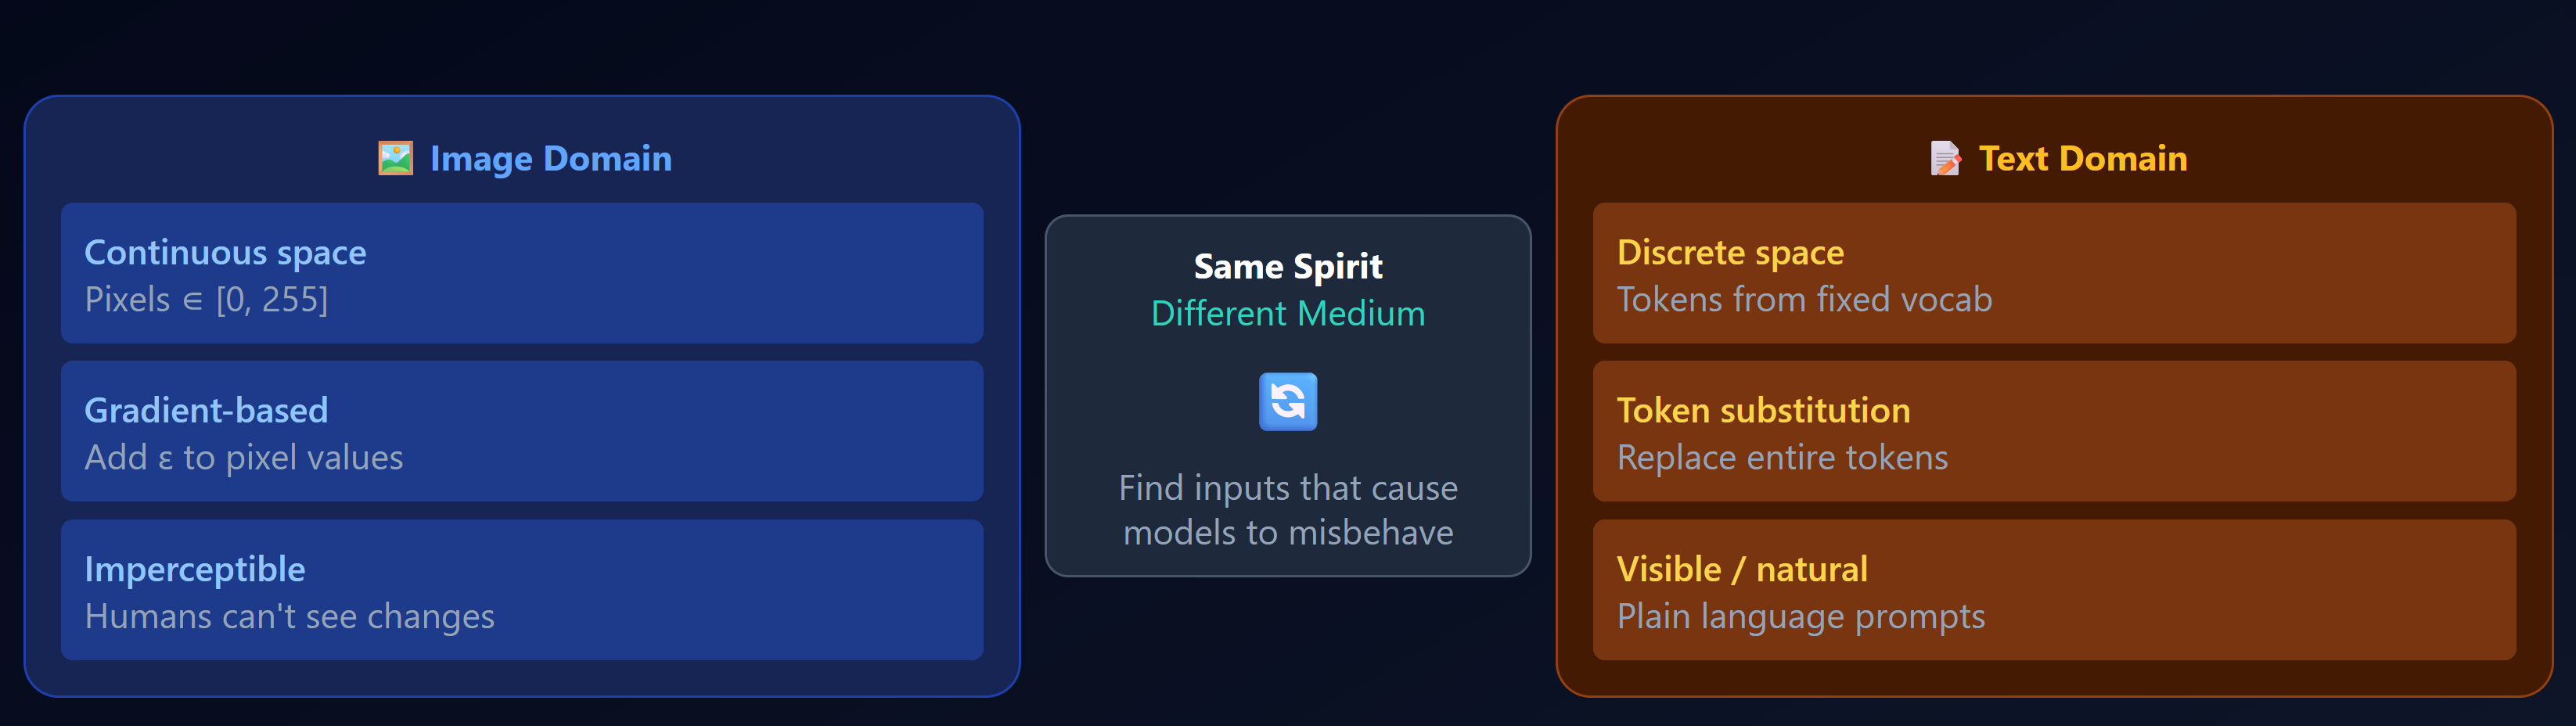 Image Domain
Continuous space
Pixels ∈ [0, 255]
Gradient-based
Add ε to pixel values
Imperceptible
Humans can't see changes
Same Spirit
Different Medium
Find inputs that cause
models to misbehave
Text Domain
Discrete space
Tokens from fixed vocab
Token substitution
Replace entire tokens
Visible / natural
Plain language prompts